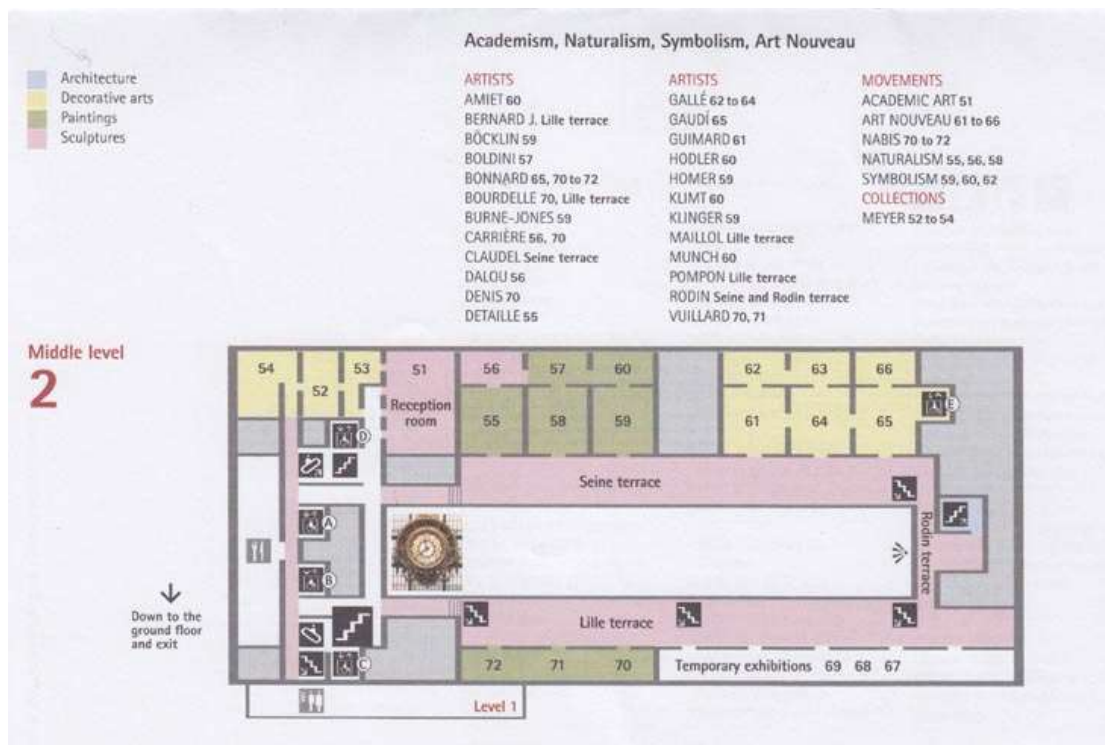 Academism, Naturalism, Symbolism, Art Nouveau
Architecture
Decorative arts
Paintings
Sculptures
ARTISTS
AMIET 60
BERNARD J. Lille terrace
BÖCKLIN 59
BOLDINI 57
BONNARD 65, 70 to 72
BOURDELLE 70, Lille terrace
BURNE-JONES 59
CARRIÈRE 56, 70
CLAUDEL Seine terrace
DALOU 56
DENIS 70
DETAILLE 55
ARTISTS
GALLÉ 62 to 64
GAUDÍ 65
GUIMARD 61
HODLER 60
HOMER 59
KLIMT 60
KLINGER 59
MAILLOL Lille terrace
MUNCH 60
POMPON Lille terrace
RODIN Seine and Rodin terrace
VUILLARD 70, 71
MOVEMENTS
ACADEMIC ART 51
ART NOUVEAU 61 to 66
NABIS 70 to 72
NATURALISM 55, 56, 58
SYMBOLISM 59, 60, 62
COLLECTIONS
MEYER 52 to 54
Middle level
2
54 53 51 56 57 60 62 63 66
52
Reception
room
55 58 59 61 64 65
E
D
Seine terrace
A
Rodin terrace
B
Down to the
ground floor
and exit
Lille terrace
C
72 71 70 Temporary exhibitions 69 68 67
Level 1